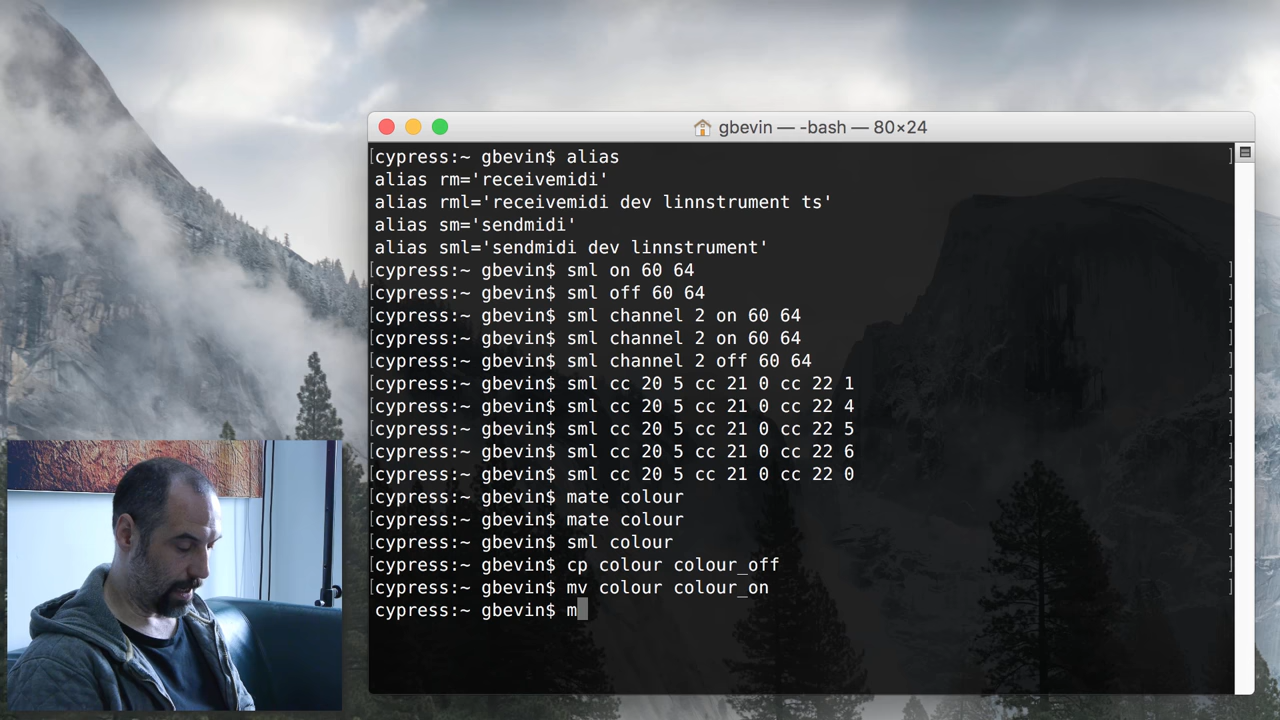 gbevin — -bash — 80×24
[cypress:~ gbevin$ alias ]
alias rm='receivemidi'
alias rml='receivemidi dev linnstrument ts'
alias sm='sendmidi'
alias sml='sendmidi dev linnstrument'
[cypress:~ gbevin$ sml on 60 64 ]
[cypress:~ gbevin$ sml off 60 64 ]
[cypress:~ gbevin$ sml channel 2 on 60 64 ]
[cypress:~ gbevin$ sml channel 2 on 60 64 ]
[cypress:~ gbevin$ sml channel 2 off 60 64 ]
[cypress:~ gbevin$ sml cc 20 5 cc 21 0 cc 22 1 ]
[cypress:~ gbevin$ sml cc 20 5 cc 21 0 cc 22 4 ]
[cypress:~ gbevin$ sml cc 20 5 cc 21 0 cc 22 5 ]
[cypress:~ gbevin$ sml cc 20 5 cc 21 0 cc 22 6 ]
[cypress:~ gbevin$ sml cc 20 5 cc 21 0 cc 22 0 ]
[cypress:~ gbevin$ mate colour ]
[cypress:~ gbevin$ mate colour ]
[cypress:~ gbevin$ sml colour ]
[cypress:~ gbevin$ cp colour colour_off ]
[cypress:~ gbevin$ mv colour colour_on ]
cypress:~ gbevin$ m